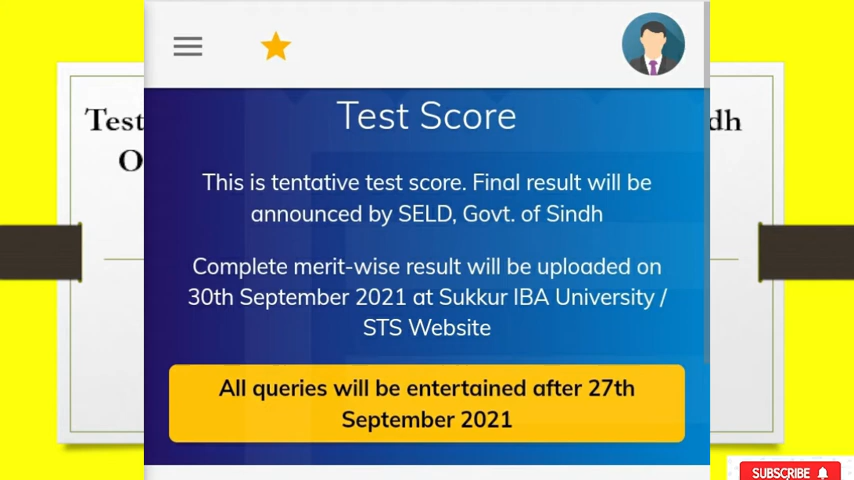 Test Score
Test
dh
O
This is tentative test score. Final result will be
announced by SELD, Govt. of Sindh
Complete merit-wise result will be uploaded on
30th September 2021 at Sukkur IBA University /
STS Website
All queries will be entertained after 27th
September 2021
SUBSCRIBE